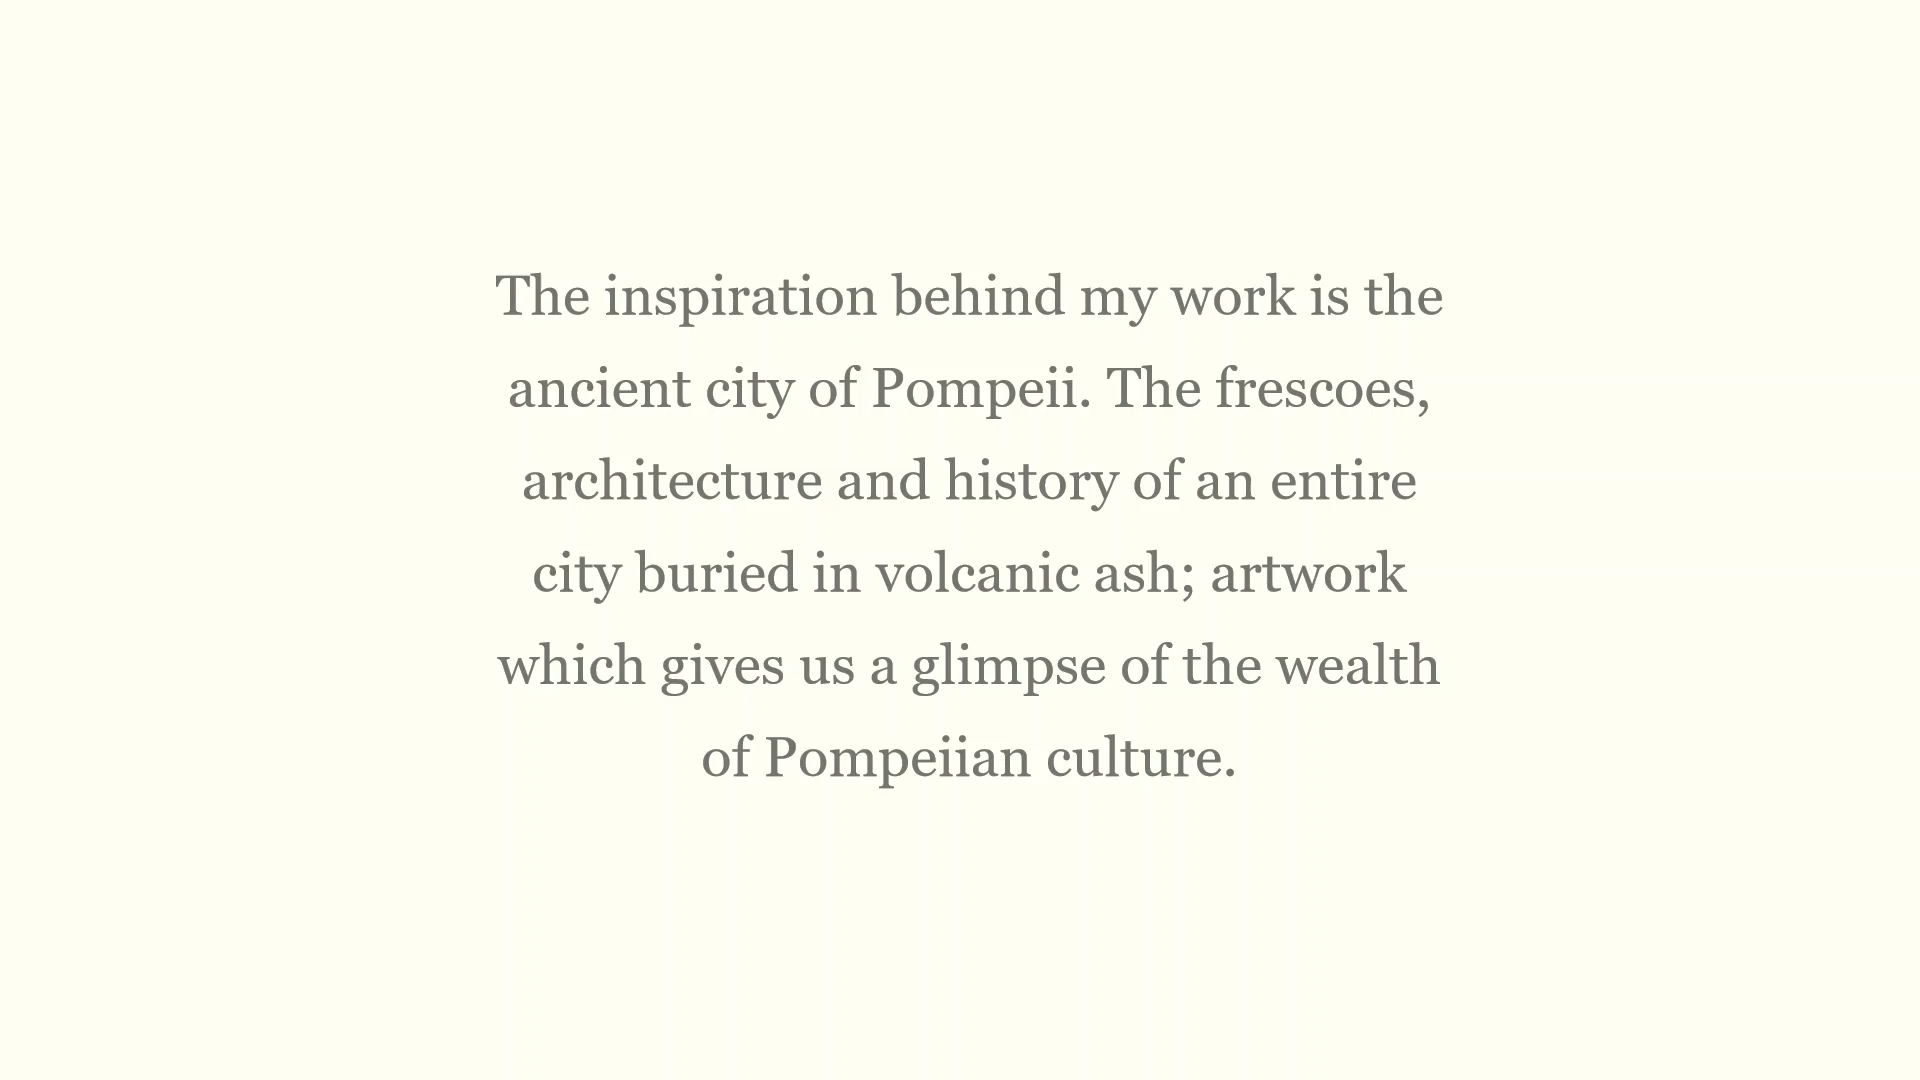 The inspiration behind my work is the
ancient city of Pompeii. The frescoes,
architecture and history of an entire
city buried in volcanic ash; artwork
which gives us a glimpse of the wealth
of Pompeiian culture.